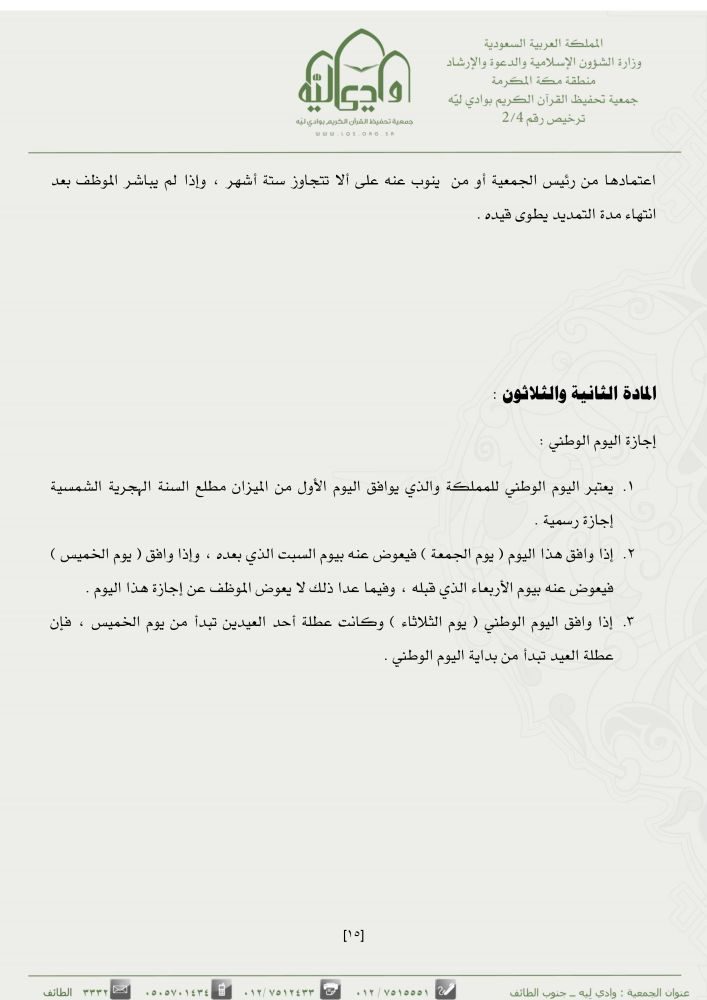 المملكة العربية السعودية
وزارة الشؤون الإسلامية والدعوة والإرشاد
منطقة مكة المكرمة
جمعية تحفيظ القرآن الكريم بوادي ليّه
ترخيص رقم 2/4
وادي ليّه
جمعية تحفيظ القرآن الكريم بوادي ليّه
WWW.IQS.ORG.SA
اعتمادها من رئيس الجمعية أو من ينوب عنه على ألا تتجاوز ستة أشهر ، وإذا لم يباشر الموظف بعد
انتهاء مدة التمديد يطوى قيده .
المادة الثانية والثلاثون :
إجازة اليوم الوطني :
١. يعتبر اليوم الوطني للمملكة والذي يوافق اليوم الأول من الميزان مطلع السنة الهجرية الشمسية
إجازة رسمية .
٢. إذا وافق هذا اليوم ( يوم الجمعة ) فيعوض عنه بيوم السبت الذي بعده ، وإذا وافق ( يوم الخميس )
فيعوض عنه بيوم الأربعاء الذي قبله ، وفيما عدا ذلك لا يعوض الموظف عن إجازة هذا اليوم .
٣. إذا وافق اليوم الوطني ( يوم الثلاثاء ) وكانت عطلة أحد العيدين تبدأ من يوم الخميس ، فإن
عطلة العيد تبدأ من بداية اليوم الوطني .
[١٥]
عنوان الجمعية : وادي ليه – جنوب الطائف ٠١٢ / ٧٥١٥٥٥١ ٠١٢ / ٧٥١٢٤٣٣ ٠٥٠٥٧٠١٤٣٤ ٣٣٣٢ الطائف